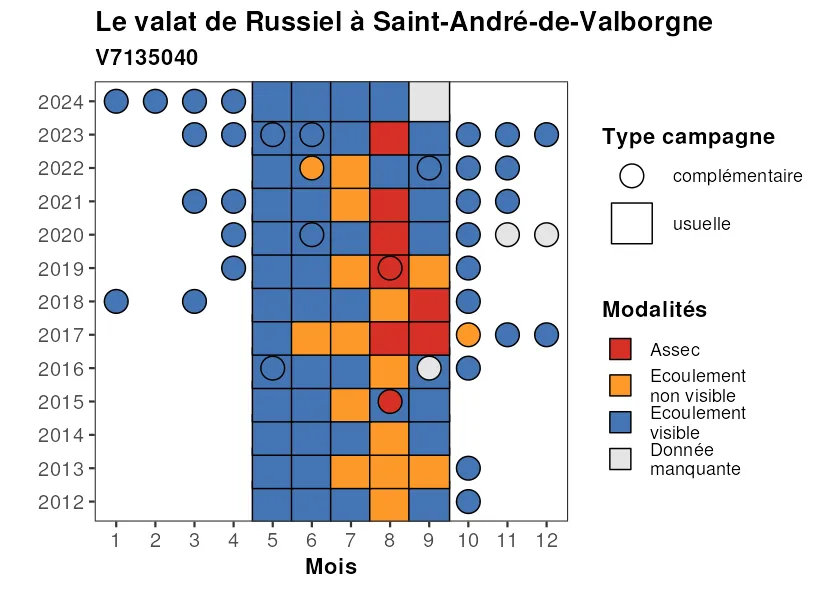 Le valat de Russiel à Saint-André-de-Valborgne
V7135040
2024
2023
2022
2021
2020
2019
2018
2017
2016
2015
2014
2013
2012
1 2 3 4 5 6 7 8 9 10 11 12
Mois
Type campagne
complémentaire
usuelle
Modalités
Assec
Ecoulement
non visible
Ecoulement
visible
Donnée
manquante